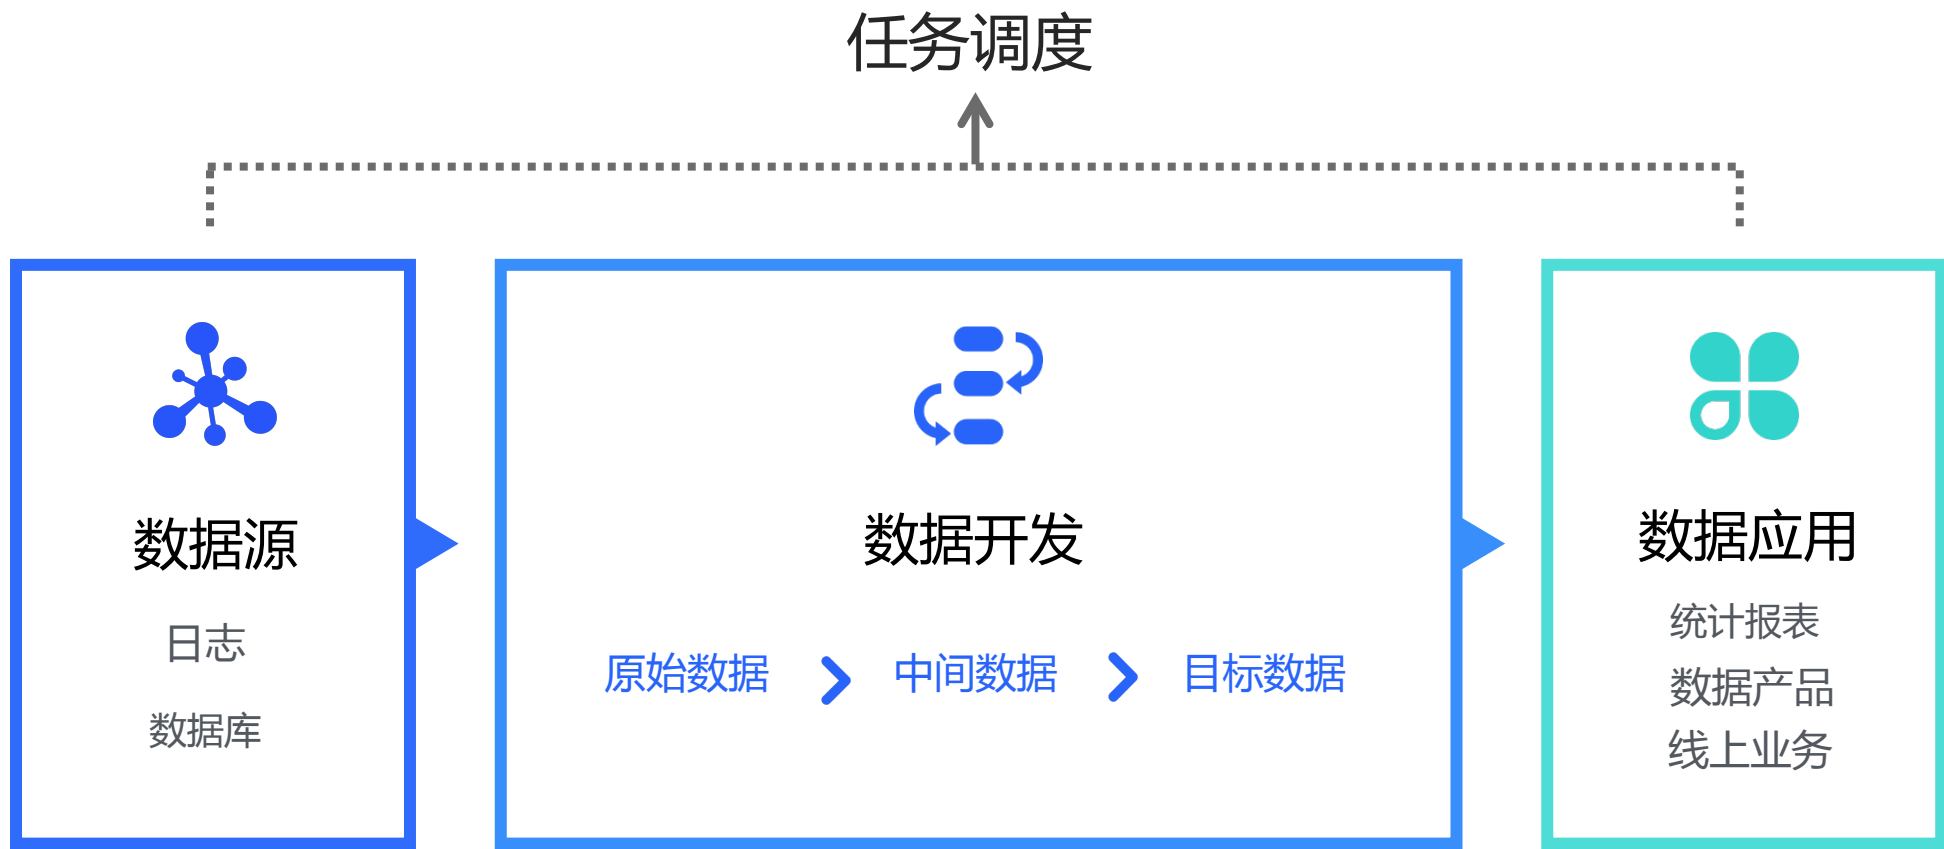 任务调度
数据源
日志
数据库
数据开发
原始数据
中间数据
目标数据
数据应用
统计报表
数据产品
线上业务